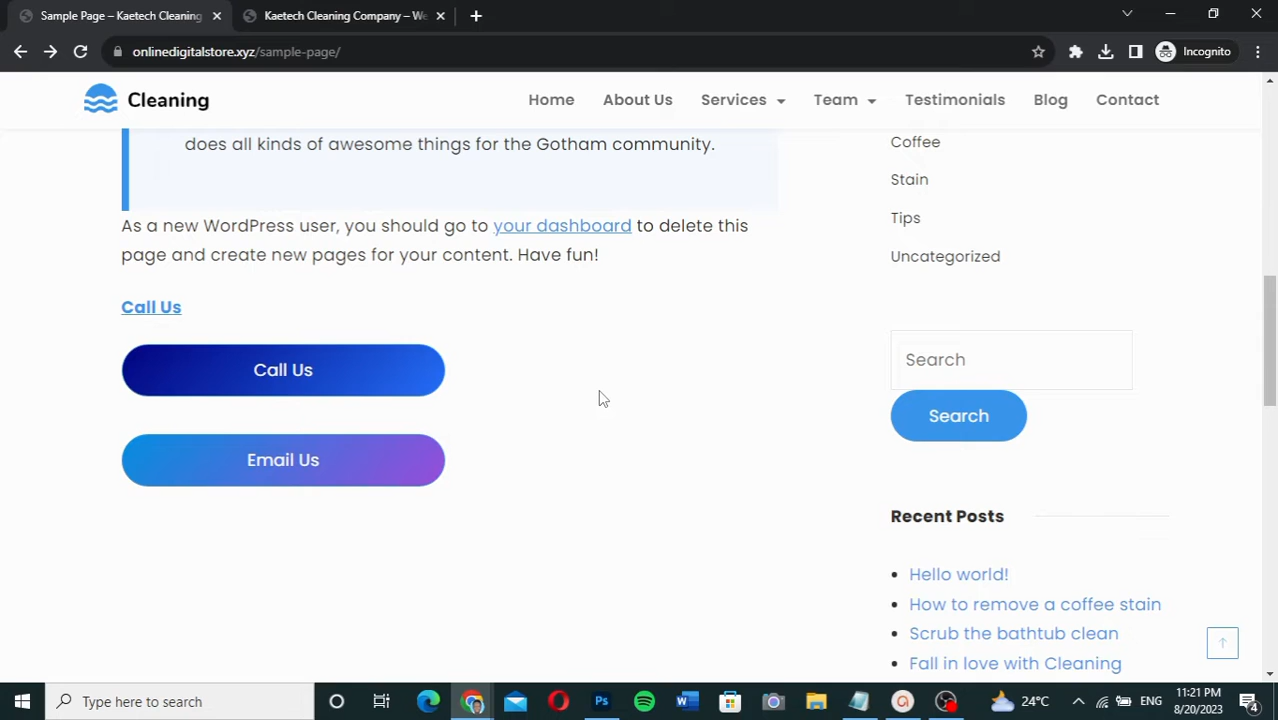 Sample Page – Kaetech Cleaning
Kaetech Cleaning Company – We
onlinedigitalstore.xyz/sample-page/
Incognito
Cleaning
Home
About Us
Services
Team
Testimonials
Blog
Contact
does all kinds of awesome things for the Gotham community.
As a new WordPress user, you should go to your dashboard to delete this
page and create new pages for your content. Have fun!
Call Us
Call Us
Email Us
Coffee
Stain
Tips
Uncategorized
Search
Search
Recent Posts
Hello world!
How to remove a coffee stain
Scrub the bathtub clean
Fall in love with Cleaning
Type here to search
Ps
24°C
ENG
11:21 PM
8/20/2023
4